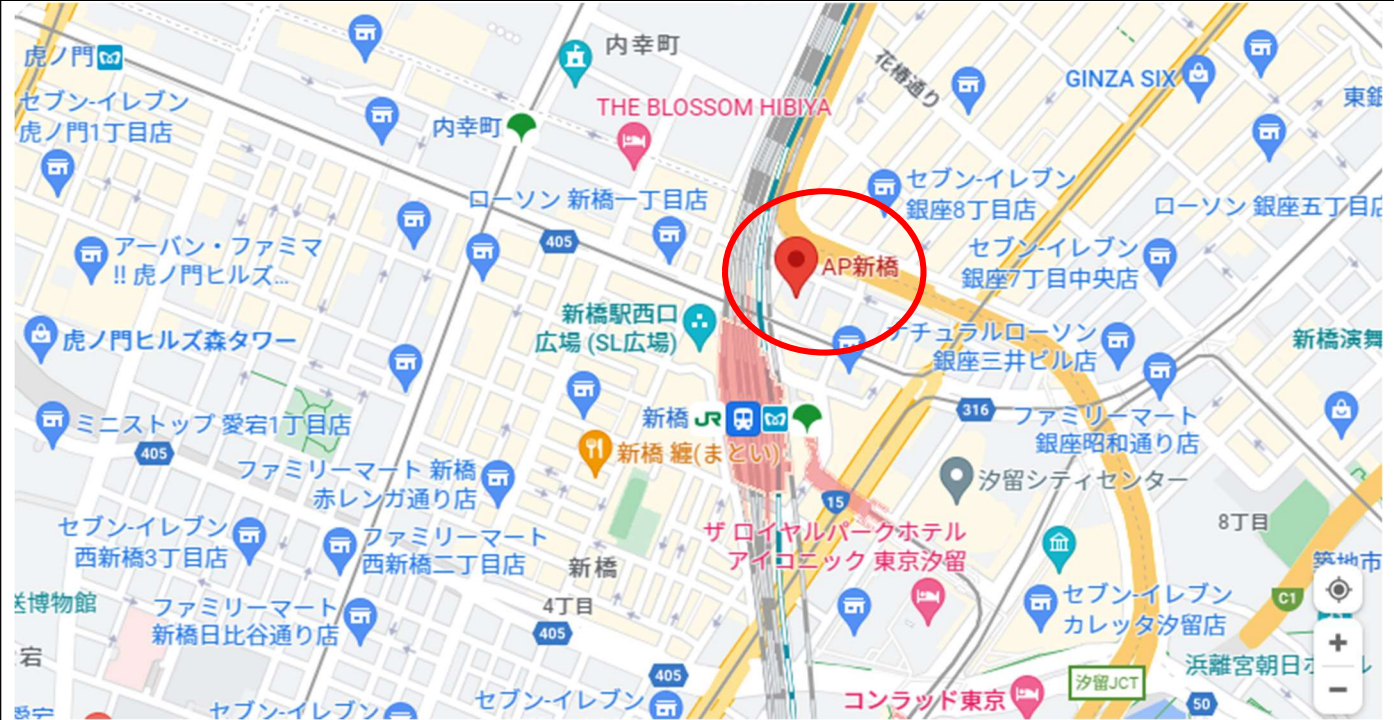 内幸町
虎ノ門
花椿通り
GINZA SIX
セブン-イレブン
虎ノ門1丁目店
THE BLOSSOM HIBIYA
東銀
内幸町
セブン-イレブン
銀座8丁目店
ローソン 新橋一丁目店
ローソン 銀座五丁目店
405
アーバン・ファミマ
!! 虎ノ門ヒルズ...
セブン-イレブン
銀座7丁目中央店
AP新橋
新橋駅西口
広場 (SL広場)
虎ノ門ヒルズ森タワー
ナチュラルローソン
銀座三井ビル店
新橋演舞
新橋 JR
316
ファミリーマート
銀座昭和通り店
ミニストップ 愛宕1丁目店
405
新橋 纏(まとい)
ファミリーマート 新橋
赤レンガ通り店
汐留シティセンター
15
セブン-イレブン
西新橋3丁目店
ファミリーマート
西新橋二丁目店
ザ ロイヤルパークホテル
アイコニック 東京汐留
8丁目
新橋
築地市
4丁目
送博物館
ファミリーマート
新橋日比谷通り店
セブン-イレブン
カレッタ汐留店
C1
405
宕
+
浜離宮朝日ホール
405
汐留JCT
−
セブン-イレブン
コンラッド東京
50
愛宕
セブン-イレブン